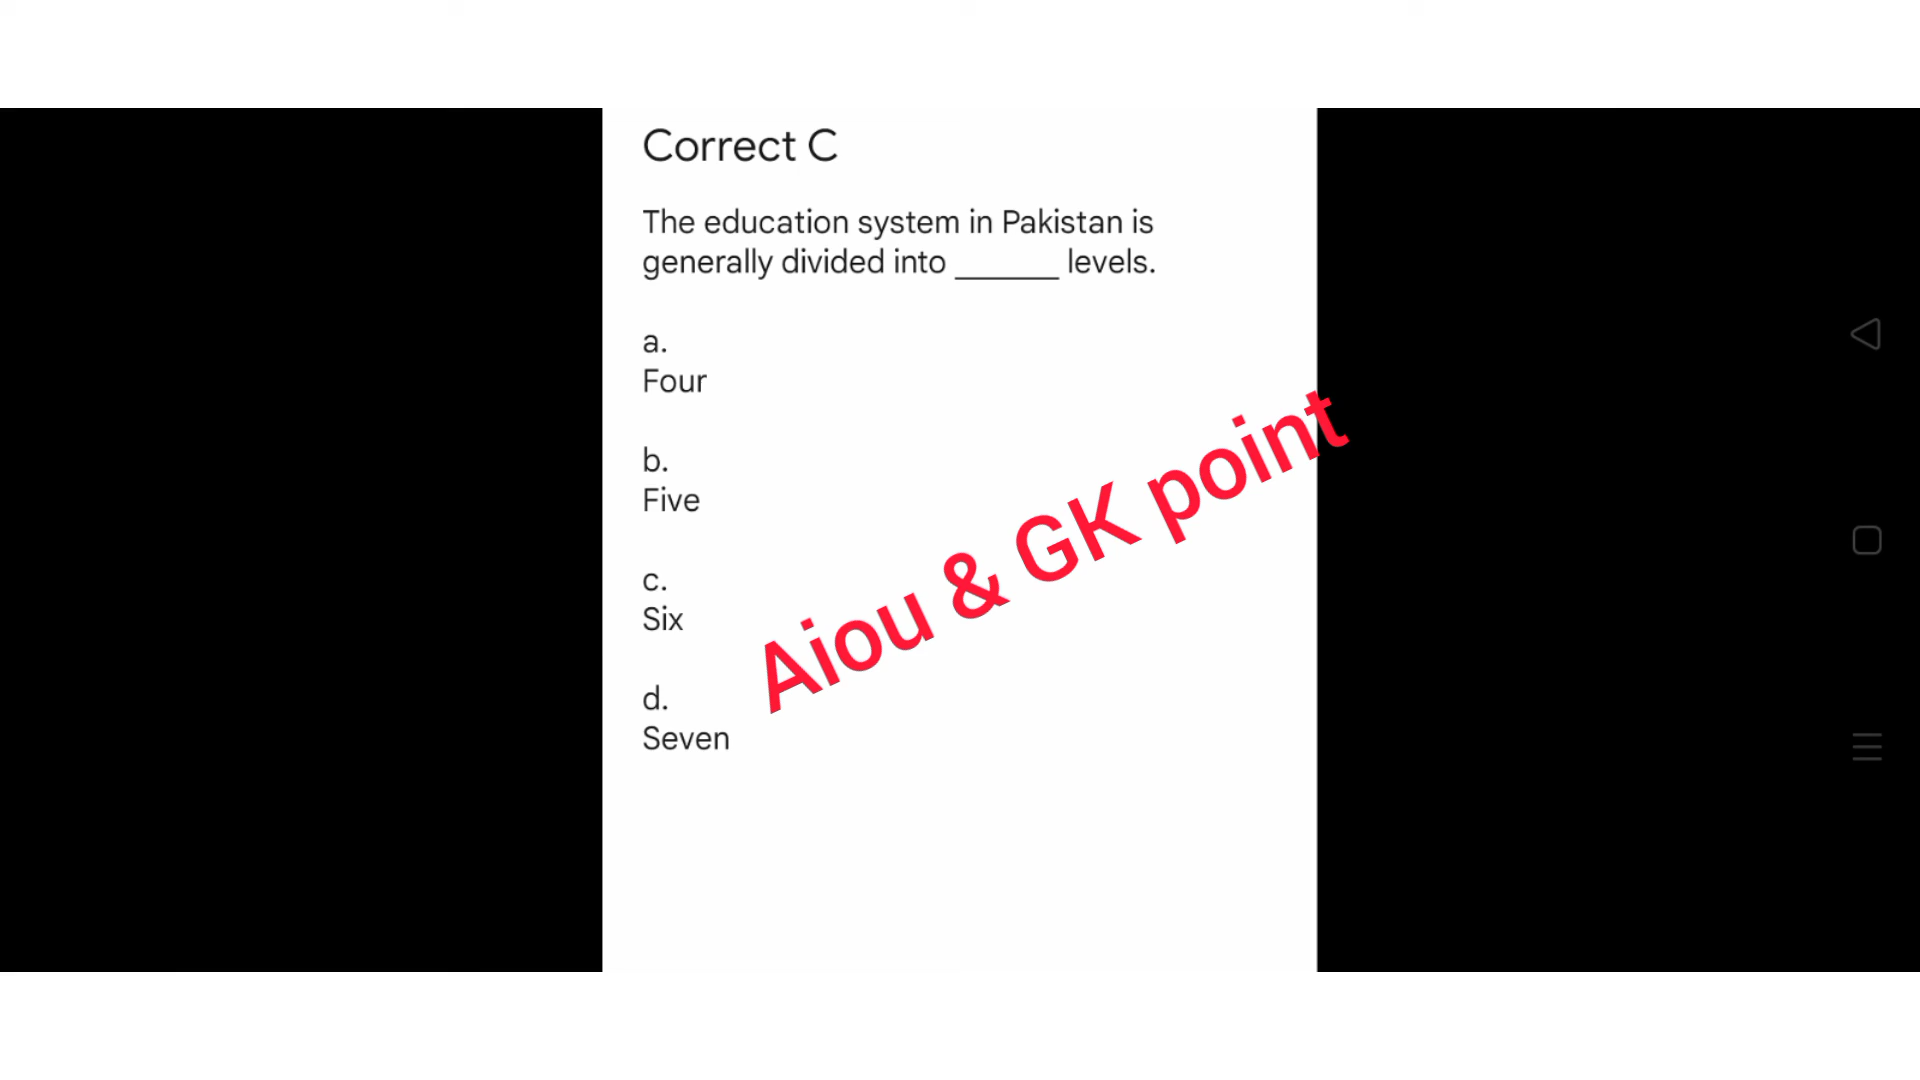 Correct C
The education system in Pakistan is
generally divided into ______ levels.
a.
Four
b.
Five
c.
Six
d.
Seven
Aiou & GK point